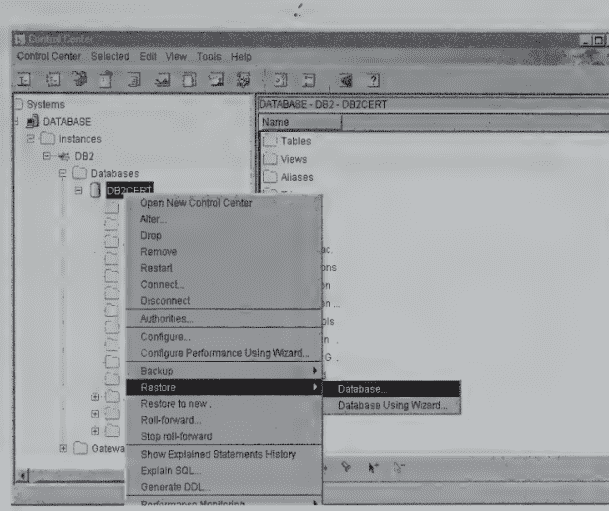 Control Center
Control Center Selected Edit View Tools Help
Systems
DATABASE - DB2 - DB2CERT
DATABASE
Name
Instances
Tables
DB2
Views
Databases
Aliases
DB2CERT
Open New Control Center
Alter...
Drop
Remove
Restart
Connect...
Disconnect
Authorities...
Configure...
Configure Performance Using Wizard...
Backup
Restore
Database...
Restore to new.
Database Using Wizard...
Roll-forward...
Stop roll-forward
Show Explained Statements History
Explain SQL...
Generate DDL...
Performance Monitoring